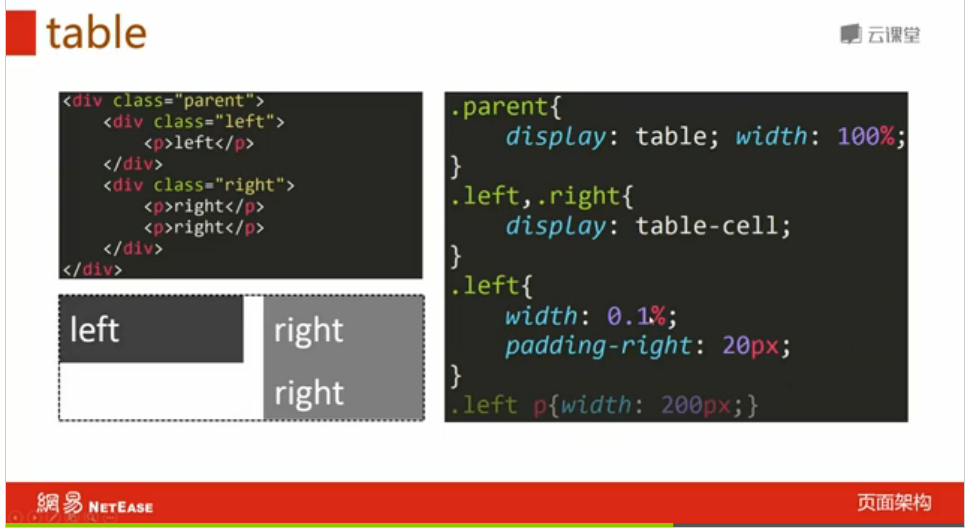 table
云课堂
<div class="parent">
<div class="left">
<p>left</p>
</div>
<div class="right">
<p>right</p>
<p>right</p>
</div>
</div>
left
right
right
.parent{
display: table; width: 100%;
}
.left,.right{
display: table-cell;
}
.left{
width: 0.1%;
padding-right: 20px;
}
.left p{width: 200px;}
網易 NETEASE
页面架构